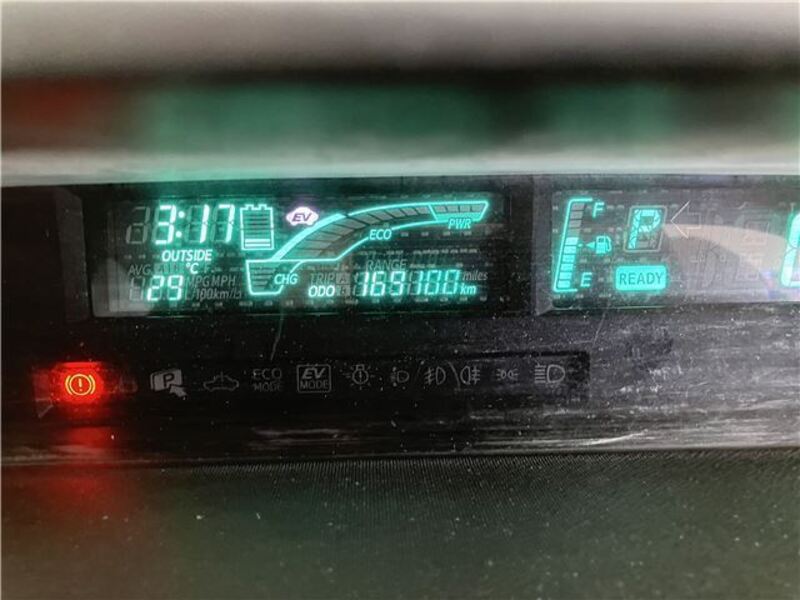 3:17 EV F P
ECO PWR
OUTSIDE
AVG °C MPG MPH RANGE E READY
29 L/100km/h CHG TRIP A B miles
ODO 169700 km
P ECO MODE EV MODE